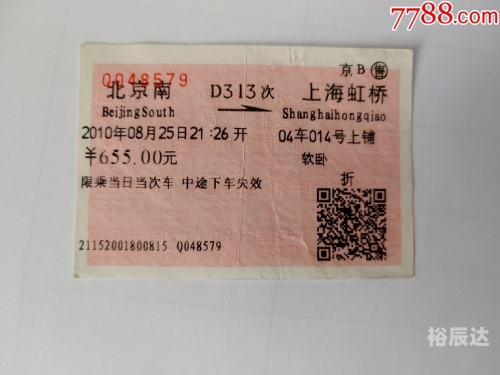 7788.com
京B售
Q048579
北京南 D313次 上海虹桥
BeijingSouth Shanghaihongqiao
2010年08月25日21:26开 04车014号上铺
¥655.00元 软卧
折
限乘当日当次车 中途下车失效
21152001800815 Q048579
裕辰达
7788.com